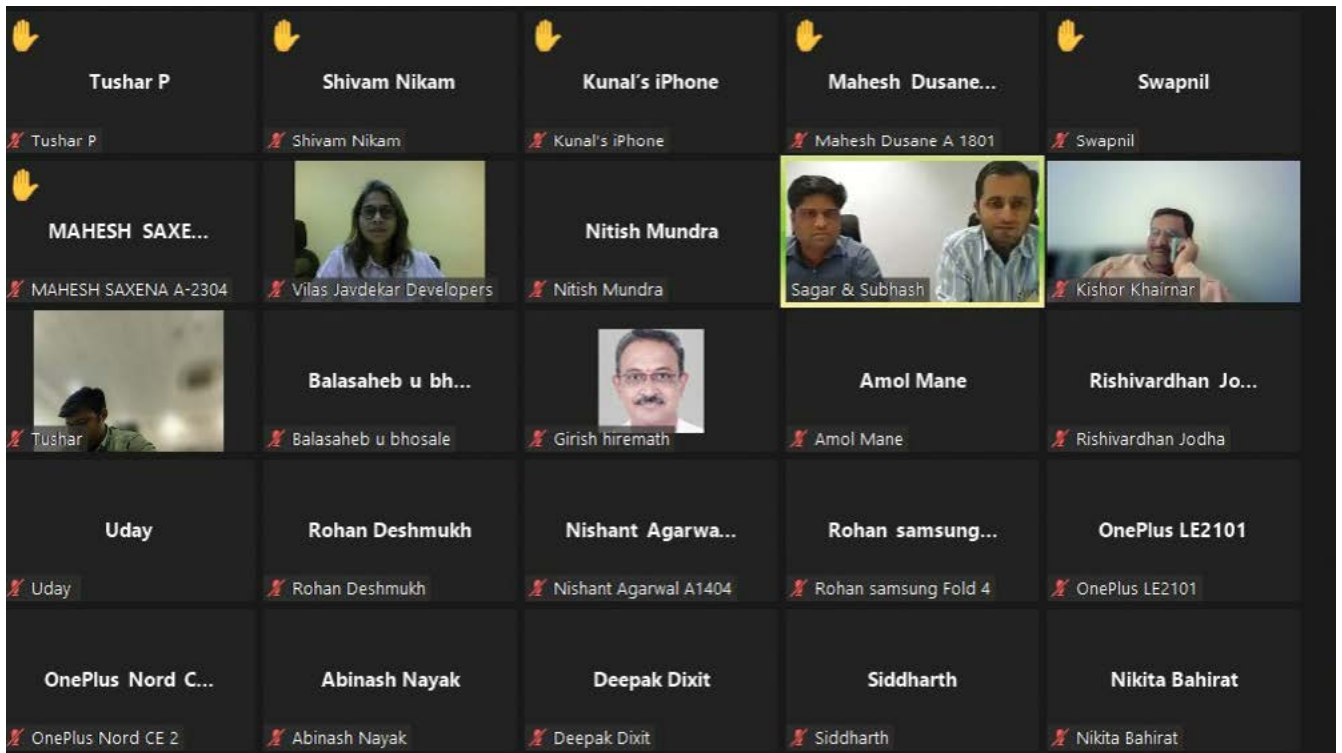 Tushar P
Tushar P
Shivam Nikam
Shivam Nikam
Kunal's iPhone
Kunal's iPhone
Mahesh Dusane...
Mahesh Dusane A 1801
Swapnil
Swapnil
MAHESH SAXE...
MAHESH SAXENA A-2304
Vilas Javdekar Developers
Nitish Mundra
Nitish Mundra
Sagar & Subhash
Kishor Khairnar
Tushar
Balasaheb u bh...
Balasaheb u bhosale
Girish hiremath
Amol Mane
Amol Mane
Rishivardhan Jo...
Rishivardhan Jodha
Uday
Uday
Rohan Deshmukh
Rohan Deshmukh
Nishant Agarwa...
Nishant Agarwal A1404
Rohan samsung...
Rohan samsung Fold 4
OnePlus LE2101
OnePlus LE2101
OnePlus Nord C...
OnePlus Nord CE 2
Abinash Nayak
Abinash Nayak
Deepak Dixit
Deepak Dixit
Siddharth
Siddharth
Nikita Bahirat
Nikita Bahirat